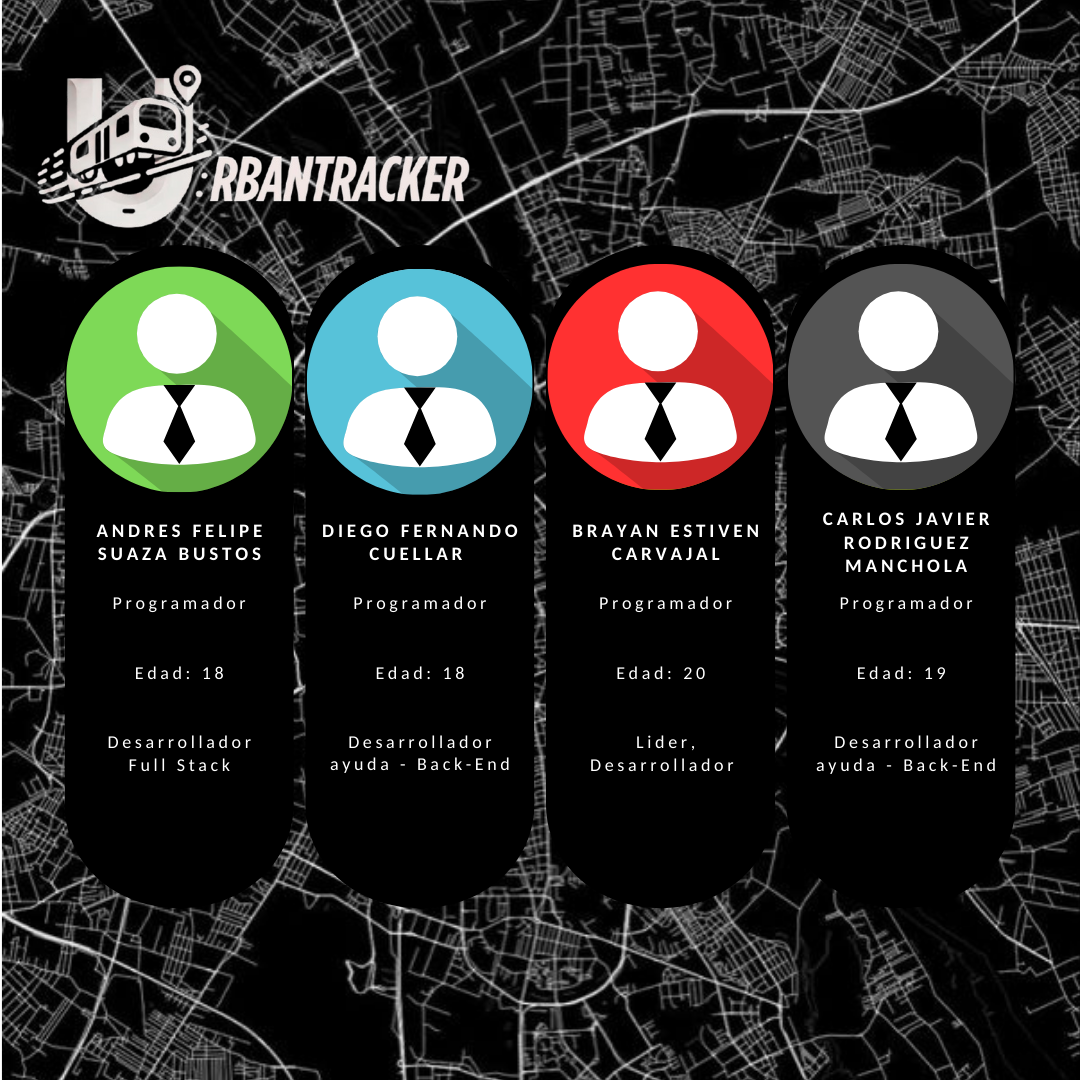 URBANTRACKER
ANDRES FELIPE
SUAZA BUSTOS
Programador
Edad: 18
Desarrollador
Full Stack
DIEGO FERNANDO
CUELLAR
Programador
Edad: 18
Desarrollador
ayuda - Back-End
BRAYAN ESTIVEN
CARVAJAL
Programador
Edad: 20
Lider,
Desarrollador
CARLOS JAVIER
RODRIGUEZ
MANCHOLA
Programador
Edad: 19
Desarrollador
ayuda - Back-End